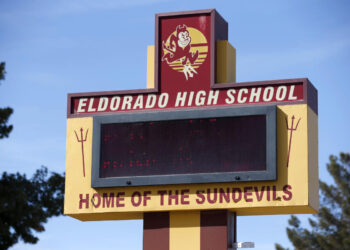 ELDORADO HIGH SCHOOL
HOME OF THE SUNDEVILS